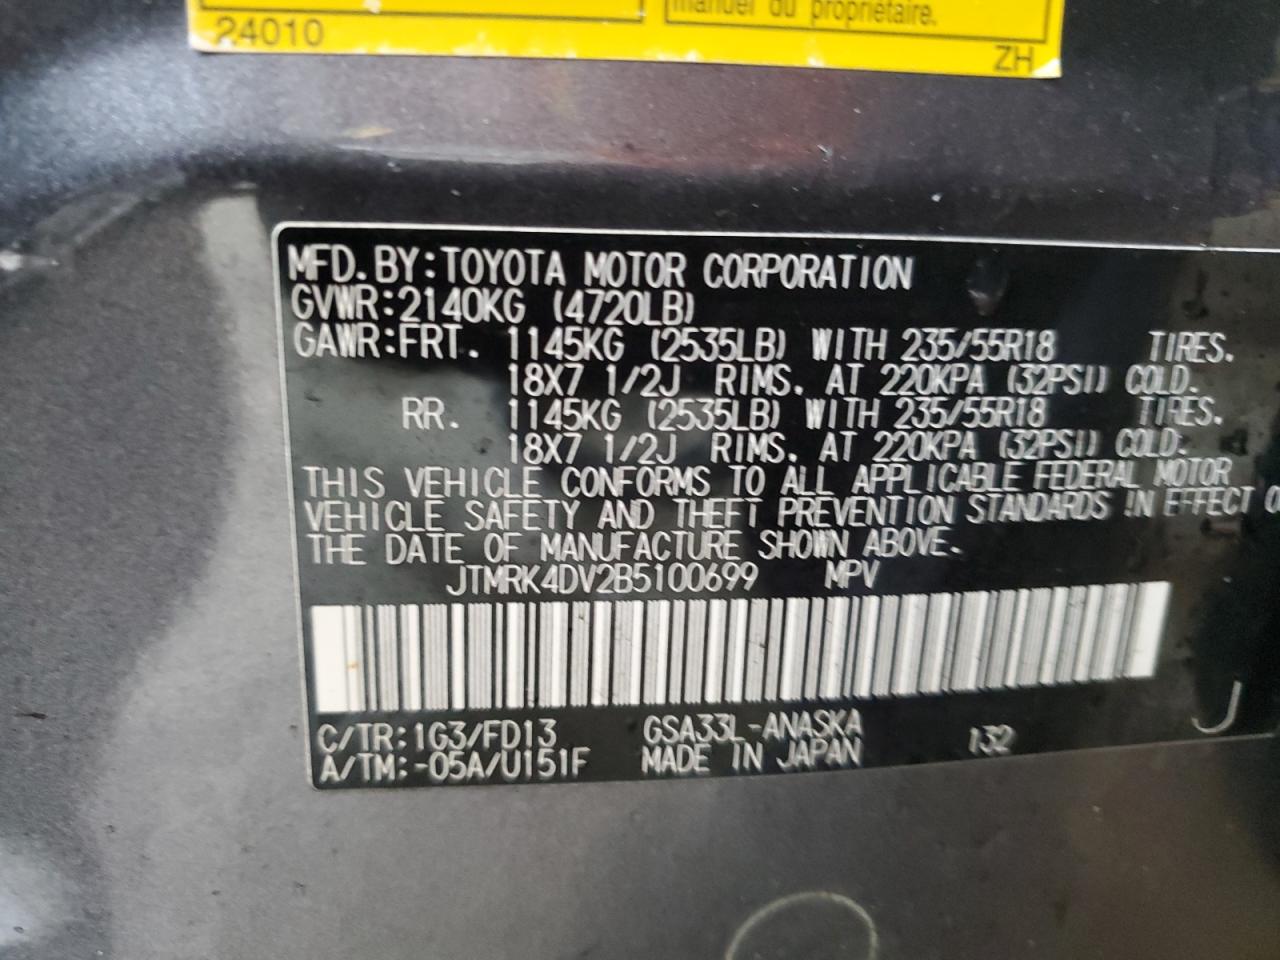 manuel du propriétaire.
24010
ZH
MFD. BY: TOYOTA MOTOR CORPORATION
GVWR: 2140KG (4720LB)
GAWR: FRT. 1145KG (2535LB) WITH 235/55R18 TIRES.
18X7 1/2J RIMS. AT 220KPA (32PSI) COLD.
RR. 1145KG (2535LB) WITH 235/55R18 TIRES.
18X7 1/2J RIMS. AT 220KPA (32PSI) COLD.
THIS VEHICLE CONFORMS TO ALL APPLICABLE FEDERAL MOTOR
VEHICLE SAFETY AND THEFT PREVENTION STANDARDS IN EFFECT O
THE DATE OF MANUFACTURE SHOWN ABOVE.
JTMRK4DV2B5100699 MPV
C/TR: 1G3/FD13 GSA33L-ANASKA 132 J
A/TM: -05A/U151F MADE IN JAPAN